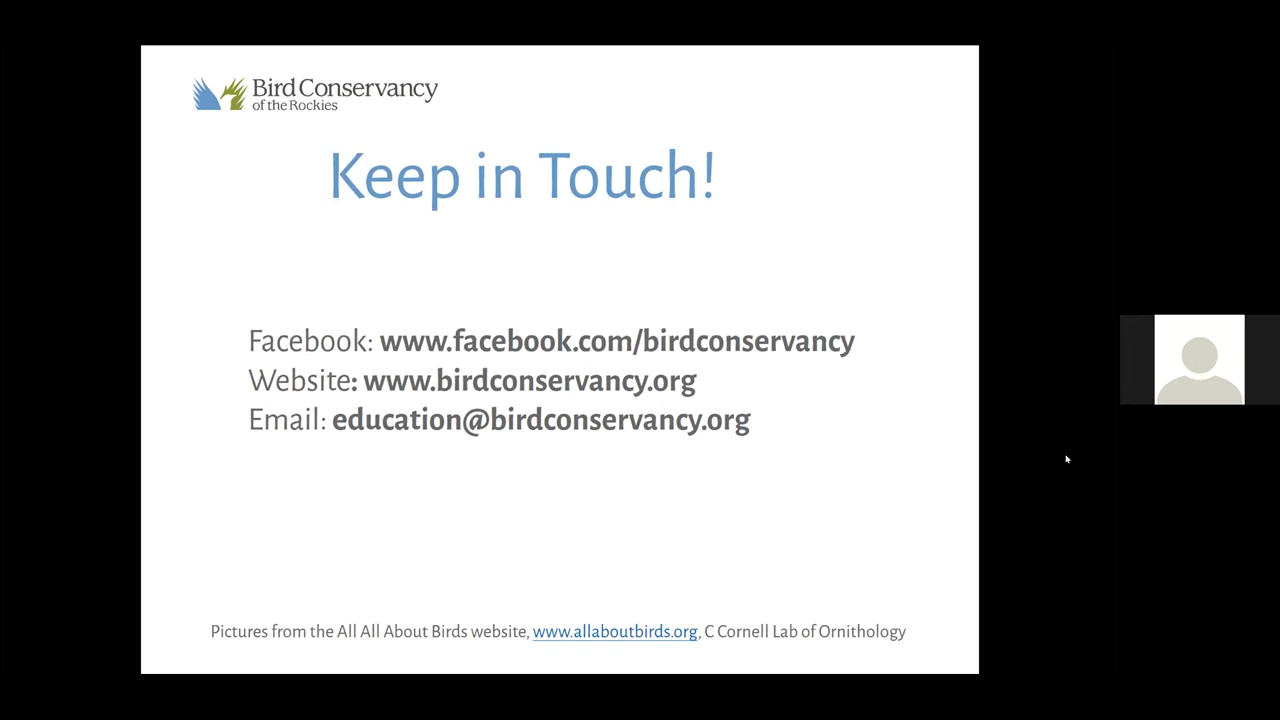 Bird Conservancy
of the Rockies
Keep in Touch!
Facebook: www.facebook.com/birdconservancy
Website: www.birdconservancy.org
Email: education@birdconservancy.org
Pictures from the All All About Birds website, www.allaboutbirds.org, C Cornell Lab of Ornithology